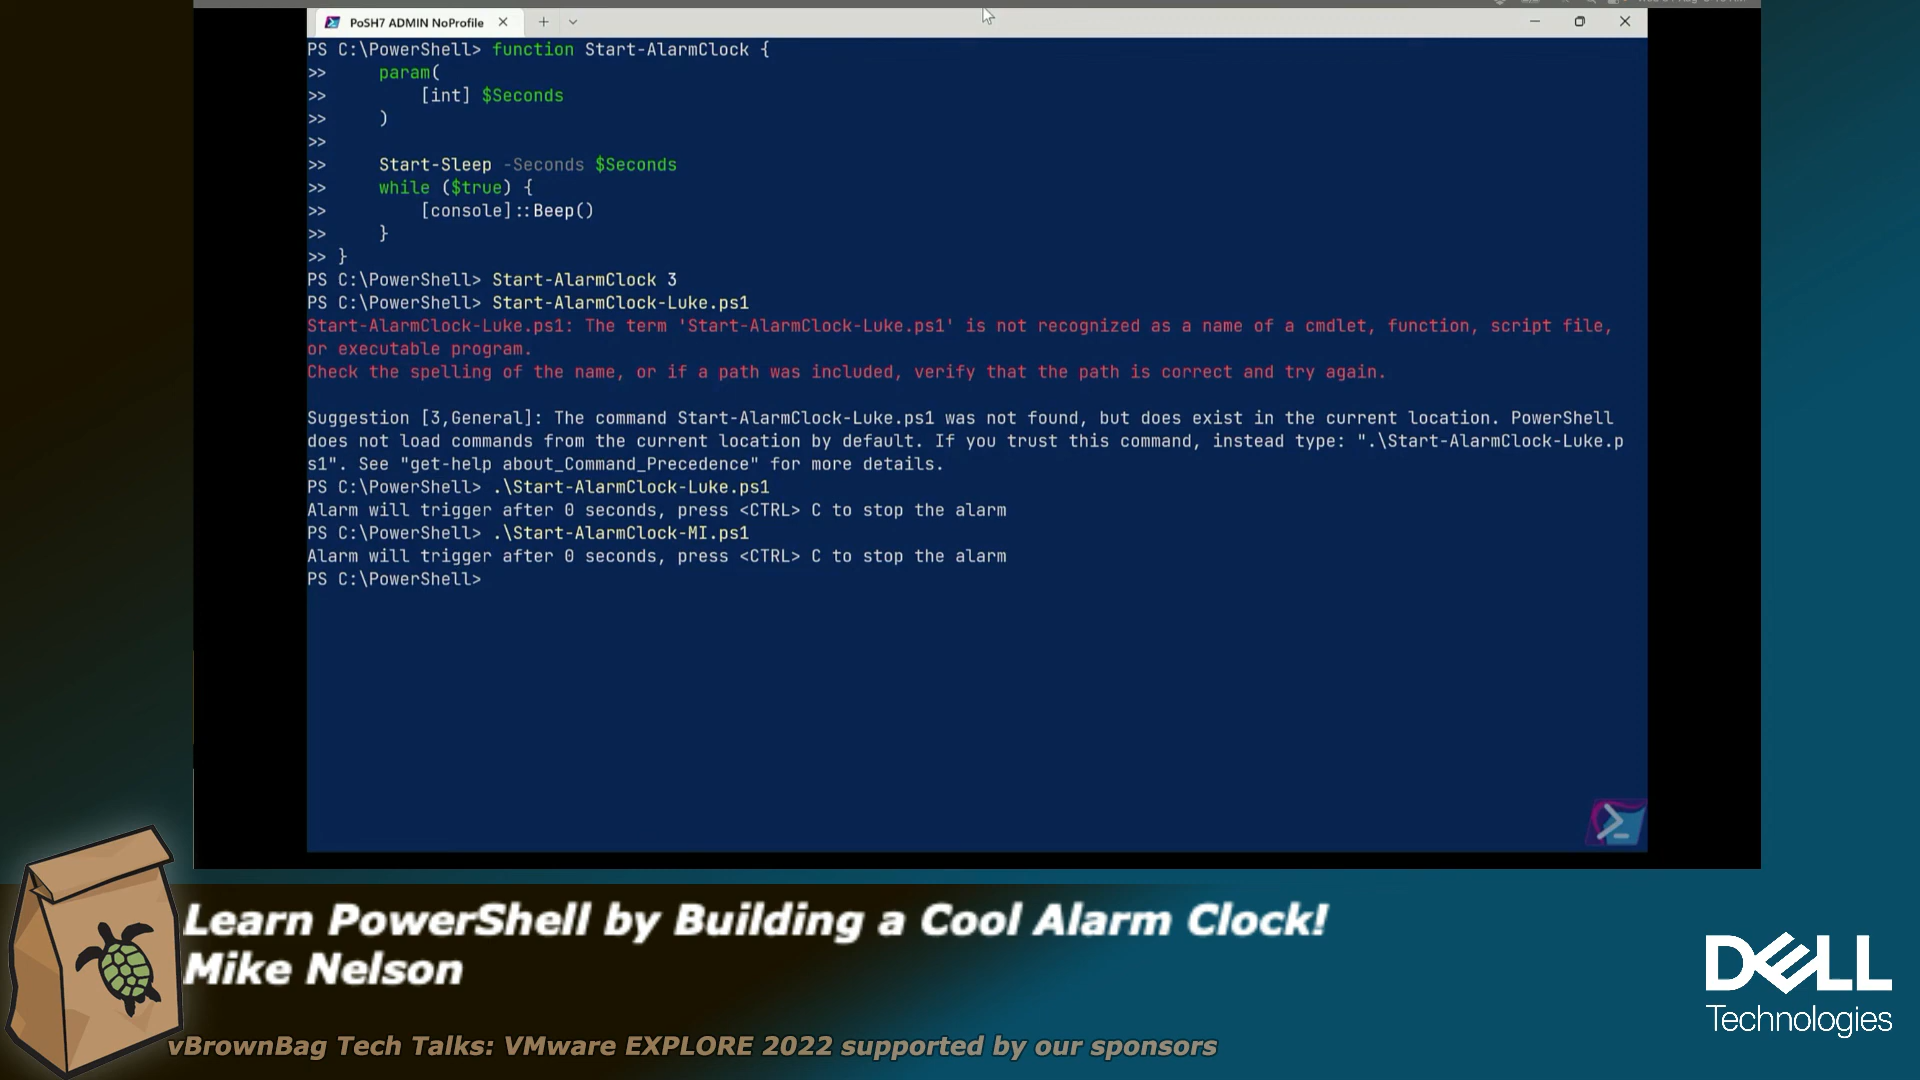 PoSH7 ADMIN NoProfile
PS C:\PowerShell> function Start-AlarmClock {
>>     param(
>>         [int] $Seconds
>>     )
>>
>>     Start-Sleep -Seconds $Seconds
>>     while ($true) {
>>         [console]::Beep()
>>     }
>> }
PS C:\PowerShell> Start-AlarmClock 3
PS C:\PowerShell> Start-AlarmClock-Luke.ps1
Start-AlarmClock-Luke.ps1: The term 'Start-AlarmClock-Luke.ps1' is not recognized as a name of a cmdlet, function, script file,
or executable program.
Check the spelling of the name, or if a path was included, verify that the path is correct and try again.
Suggestion [3,General]: The command Start-AlarmClock-Luke.ps1 was not found, but does exist in the current location. PowerShell
does not load commands from the current location by default. If you trust this command, instead type: ".\Start-AlarmClock-Luke.p
s1". See "get-help about_Command_Precedence" for more details.
PS C:\PowerShell> .\Start-AlarmClock-Luke.ps1
Alarm will trigger after 0 seconds, press <CTRL> C to stop the alarm
PS C:\PowerShell> .\Start-AlarmClock-MI.ps1
Alarm will trigger after 0 seconds, press <CTRL> C to stop the alarm
PS C:\PowerShell>
Learn PowerShell by Building a Cool Alarm Clock!
Mike Nelson
DELL
Technologies
vBrownBag Tech Talks: VMware EXPLORE 2022 supported by our sponsors